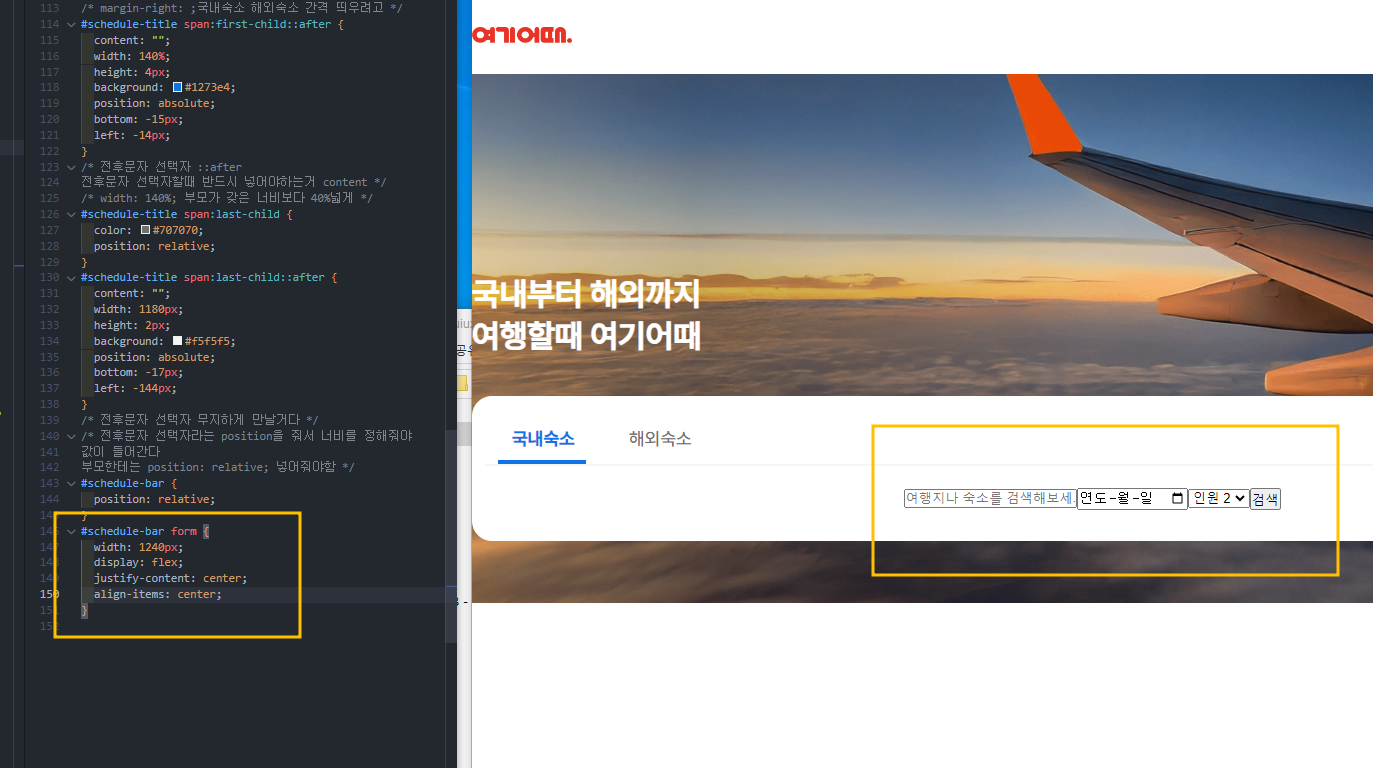 113 /* margin-right: ;국내숙소 해외숙소 간격 띄우려고 */
114 #schedule-title span:first-child::after {
115 content: "";
116 width: 140%;
117 height: 4px;
118 background: #1273e4;
119 position: absolute;
120 bottom: -15px;
121 left: -14px;
122 }
123 /* 전후문자 선택자 ::after
124 전후문자 선택자할때 반드시 넣어야하는거 content */
125 /* width: 140%; 부모가 갖은 너비보다 40%넓게 */
126 #schedule-title span:last-child {
127 color: #707070;
128 position: relative;
129 }
130 #schedule-title span:last-child::after {
131 content: "";
132 width: 1180px;
133 height: 2px;
134 background: #f5f5f5;
135 position: absolute;
136 bottom: -17px;
137 left: -144px;
138 }
139 /* 전후문자 선택자 무지하게 만날거다 */
140 /* 전후문자 선택자라는 position을 줘서 너비를 정해줘야
141 값이 들어간다
142 부모한테는 position: relative; 넣어줘야함 */
143 #schedule-bar {
144 position: relative;
}
#schedule-bar form {
width: 1240px;
display: flex;
justify-content: center;
150 align-items: center;
}
여기어때.
국내부터 해외까지
여행할때 여기어때
국내숙소 해외숙소
여행지나 숙소를 검색해보세. 연도-월-일 인원 2 검색